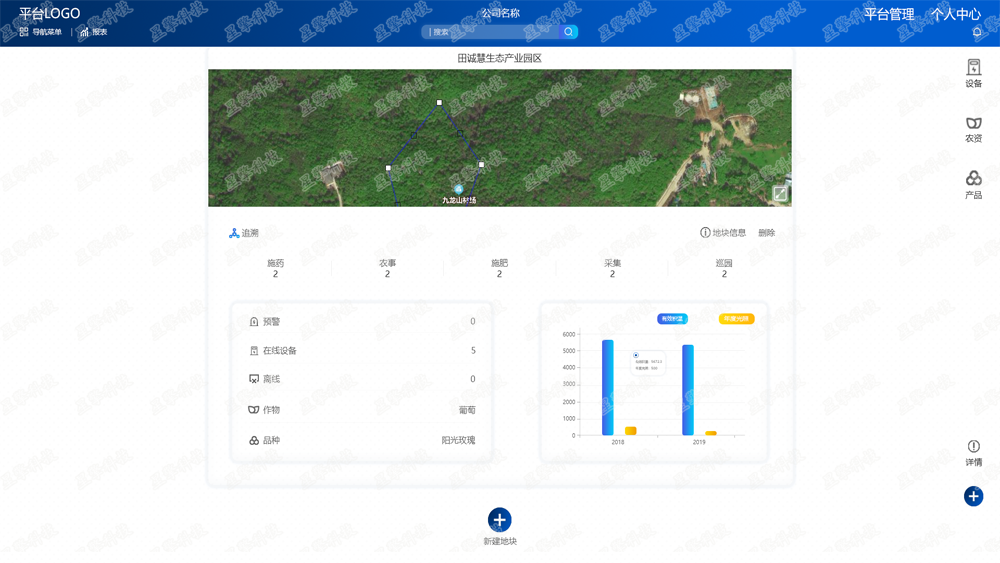 平台LOGO
公司名称
平台管理
个人中心
导航菜单
报表
搜索
田诚慧生态产业园区
九龙山林场
设备
农资
产品
追溯
地块信息
删除
施药
农事
施肥
采集
巡园
2
2
2
2
2
预警
0
在线设备
5
离线
0
作物
葡萄
品种
阳光玫瑰
有效积温
年度光照
6000
5000
4000
3000
2000
1000
0
2018
2019
详情
新建地块